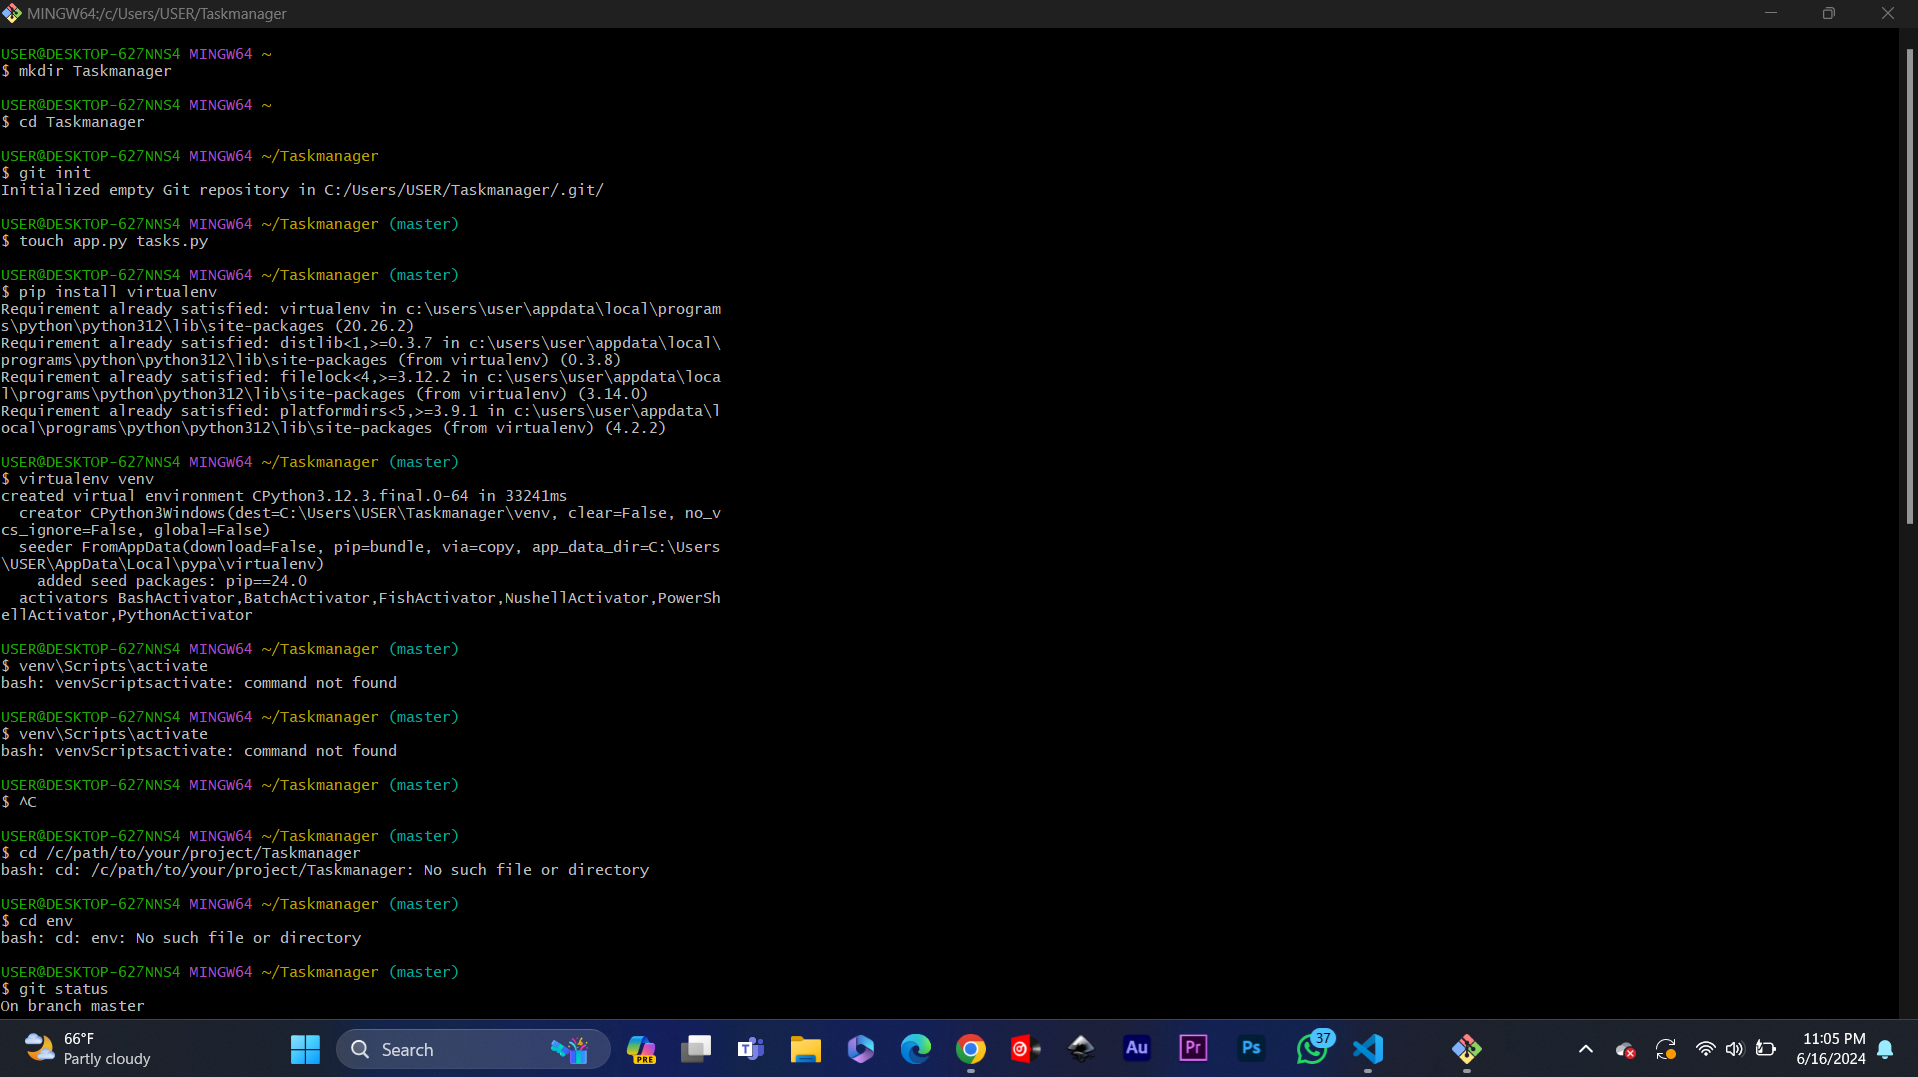 MINGW64:/c/Users/USER/Taskmanager
USER@DESKTOP-627NNS4 MINGW64 ~
$ mkdir Taskmanager
USER@DESKTOP-627NNS4 MINGW64 ~
$ cd Taskmanager
USER@DESKTOP-627NNS4 MINGW64 ~/Taskmanager
$ git init
Initialized empty Git repository in C:/Users/USER/Taskmanager/.git/
USER@DESKTOP-627NNS4 MINGW64 ~/Taskmanager (master)
$ touch app.py tasks.py
USER@DESKTOP-627NNS4 MINGW64 ~/Taskmanager (master)
$ pip install virtualenv
Requirement already satisfied: virtualenv in c:\users\user\appdata\local\program
s\python\python312\lib\site-packages (20.26.2)
Requirement already satisfied: distlib<1,>=0.3.7 in c:\users\user\appdata\local\
programs\python\python312\lib\site-packages (from virtualenv) (0.3.8)
Requirement already satisfied: filelock<4,>=3.12.2 in c:\users\user\appdata\loca
l\programs\python\python312\lib\site-packages (from virtualenv) (3.14.0)
Requirement already satisfied: platformdirs<5,>=3.9.1 in c:\users\user\appdata\l
ocal\programs\python\python312\lib\site-packages (from virtualenv) (4.2.2)
USER@DESKTOP-627NNS4 MINGW64 ~/Taskmanager (master)
$ virtualenv venv
created virtual environment CPython3.12.3.final.0-64 in 33241ms
  creator CPython3Windows(dest=C:\Users\USER\Taskmanager\venv, clear=False, no_v
cs_ignore=False, global=False)
  seeder FromAppData(download=False, pip=bundle, via=copy, app_data_dir=C:\Users
\USER\AppData\Local\pypa\virtualenv)
    added seed packages: pip==24.0
  activators BashActivator,BatchActivator,FishActivator,NushellActivator,PowerSh
ellActivator,PythonActivator
USER@DESKTOP-627NNS4 MINGW64 ~/Taskmanager (master)
$ venv\Scripts\activate
bash: venvScriptsactivate: command not found
USER@DESKTOP-627NNS4 MINGW64 ~/Taskmanager (master)
$ venv\Scripts\activate
bash: venvScriptsactivate: command not found
USER@DESKTOP-627NNS4 MINGW64 ~/Taskmanager (master)
$ ^C
USER@DESKTOP-627NNS4 MINGW64 ~/Taskmanager (master)
$ cd /c/path/to/your/project/Taskmanager
bash: cd: /c/path/to/your/project/Taskmanager: No such file or directory
USER@DESKTOP-627NNS4 MINGW64 ~/Taskmanager (master)
$ cd env
bash: cd: env: No such file or directory
USER@DESKTOP-627NNS4 MINGW64 ~/Taskmanager (master)
$ git status
On branch master
66°F
Partly cloudy
Search
PRE
Au
Pr
Ps
37
11:05 PM
6/16/2024